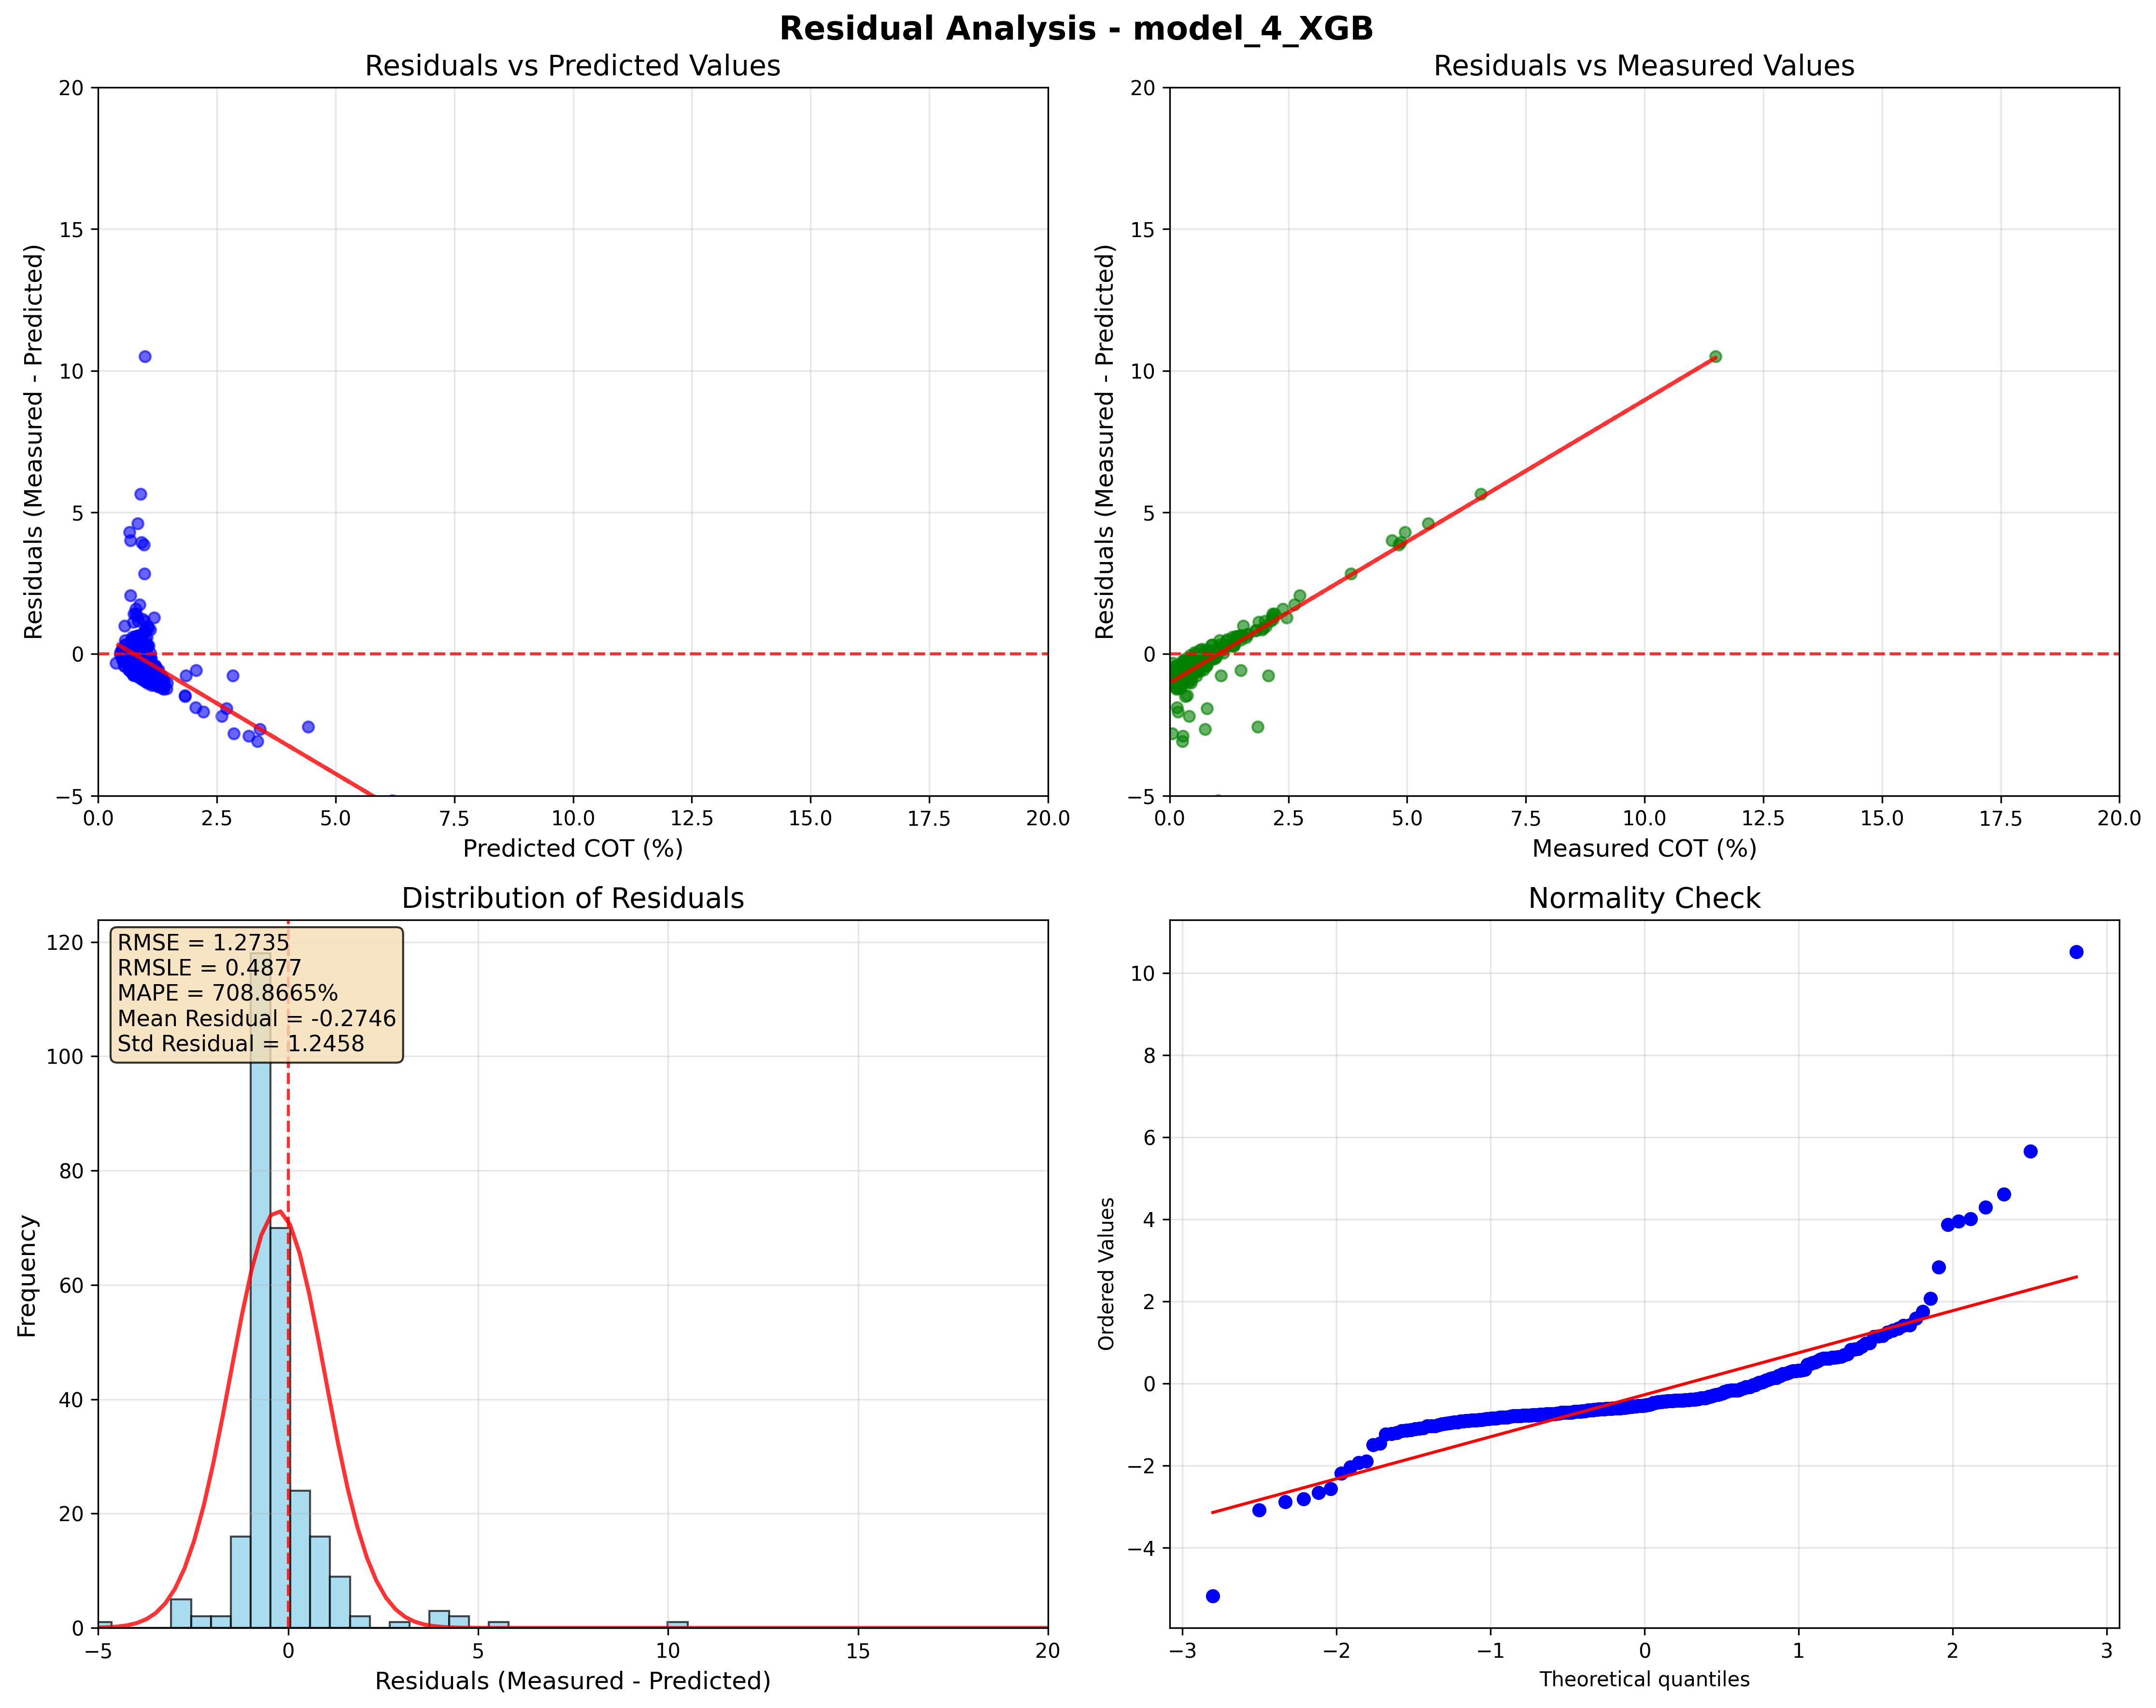 Residual Analysis - model_4_XGB
Residuals vs Predicted Values
20
15
10
5
0
−5
0.0 2.5 5.0 7.5 10.0 12.5 15.0 17.5 20.0
Residuals (Measured - Predicted)
Predicted COT (%)
Residuals vs Measured Values
20
15
10
5
0
−5
0.0 2.5 5.0 7.5 10.0 12.5 15.0 17.5 20.0
Residuals (Measured - Predicted)
Measured COT (%)
Distribution of Residuals
RMSE = 1.2735
RMSLE = 0.4877
MAPE = 708.8665%
Mean Residual = -0.2746
Std Residual = 1.2458
120
100
80
60
40
20
0
−5 0 5 10 15 20
Frequency
Residuals (Measured - Predicted)
Normality Check
10
8
6
4
2
0
−2
−4
−3 −2 −1 0 1 2 3
Ordered Values
Theoretical quantiles